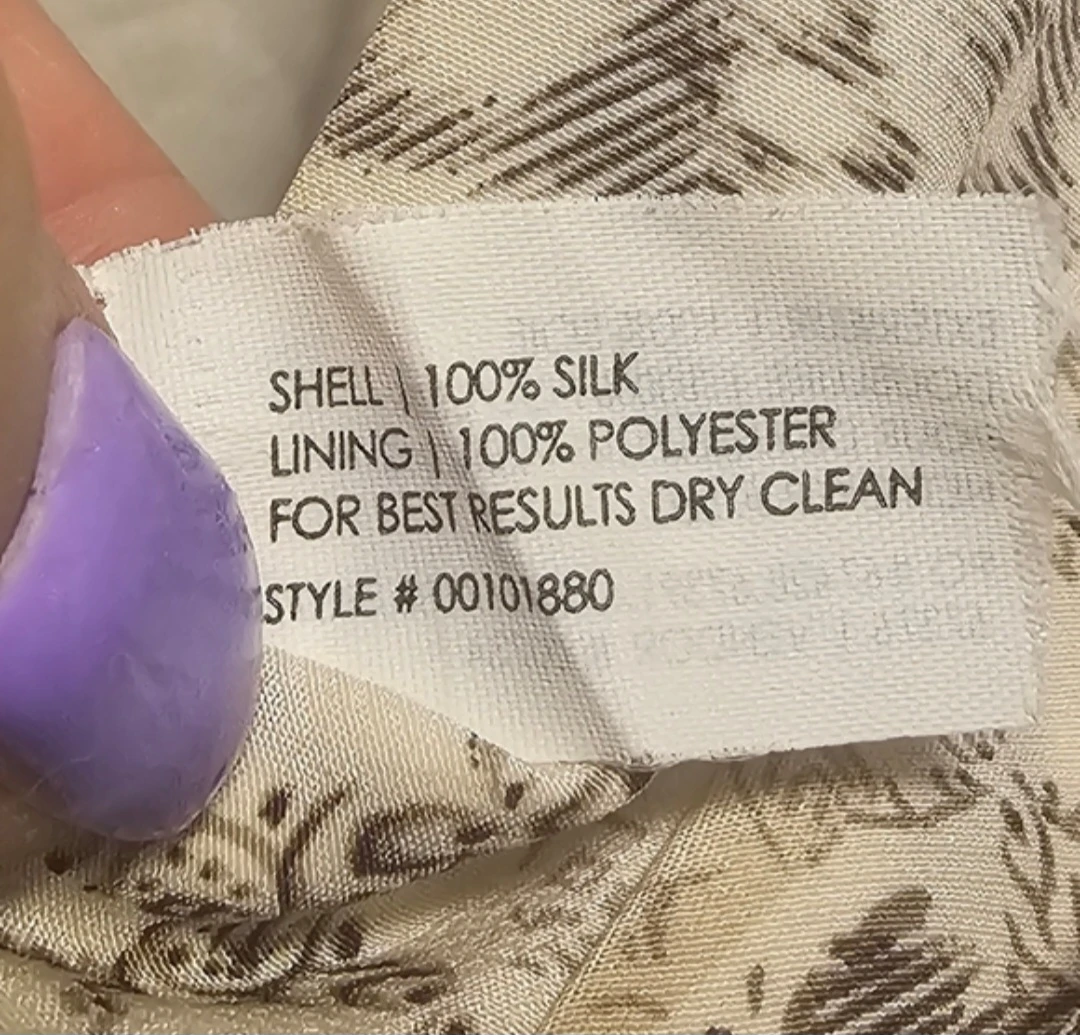 SHELL | 100% SILK
LINING | 100% POLYESTER
FOR BEST RESULTS DRY CLEAN
STYLE # 00101880